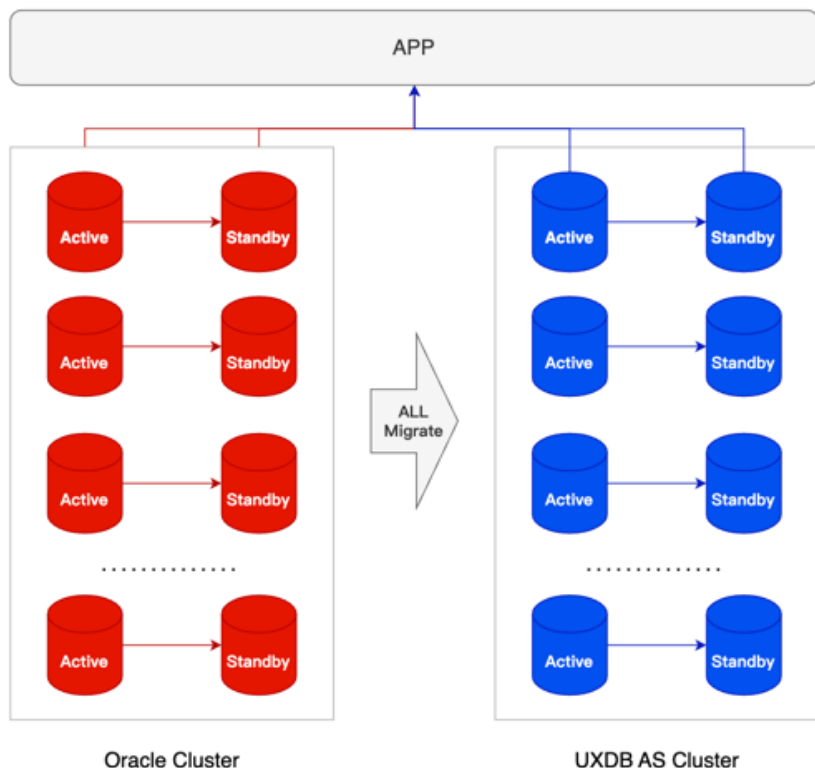 APP
Active
Standby
Active
Standby
Active
Standby
Active
Standby
ALL
Migrate
Active
Standby
Active
Standby
Active
Standby
Active
Standby
Oracle Cluster
UXDB AS Cluster